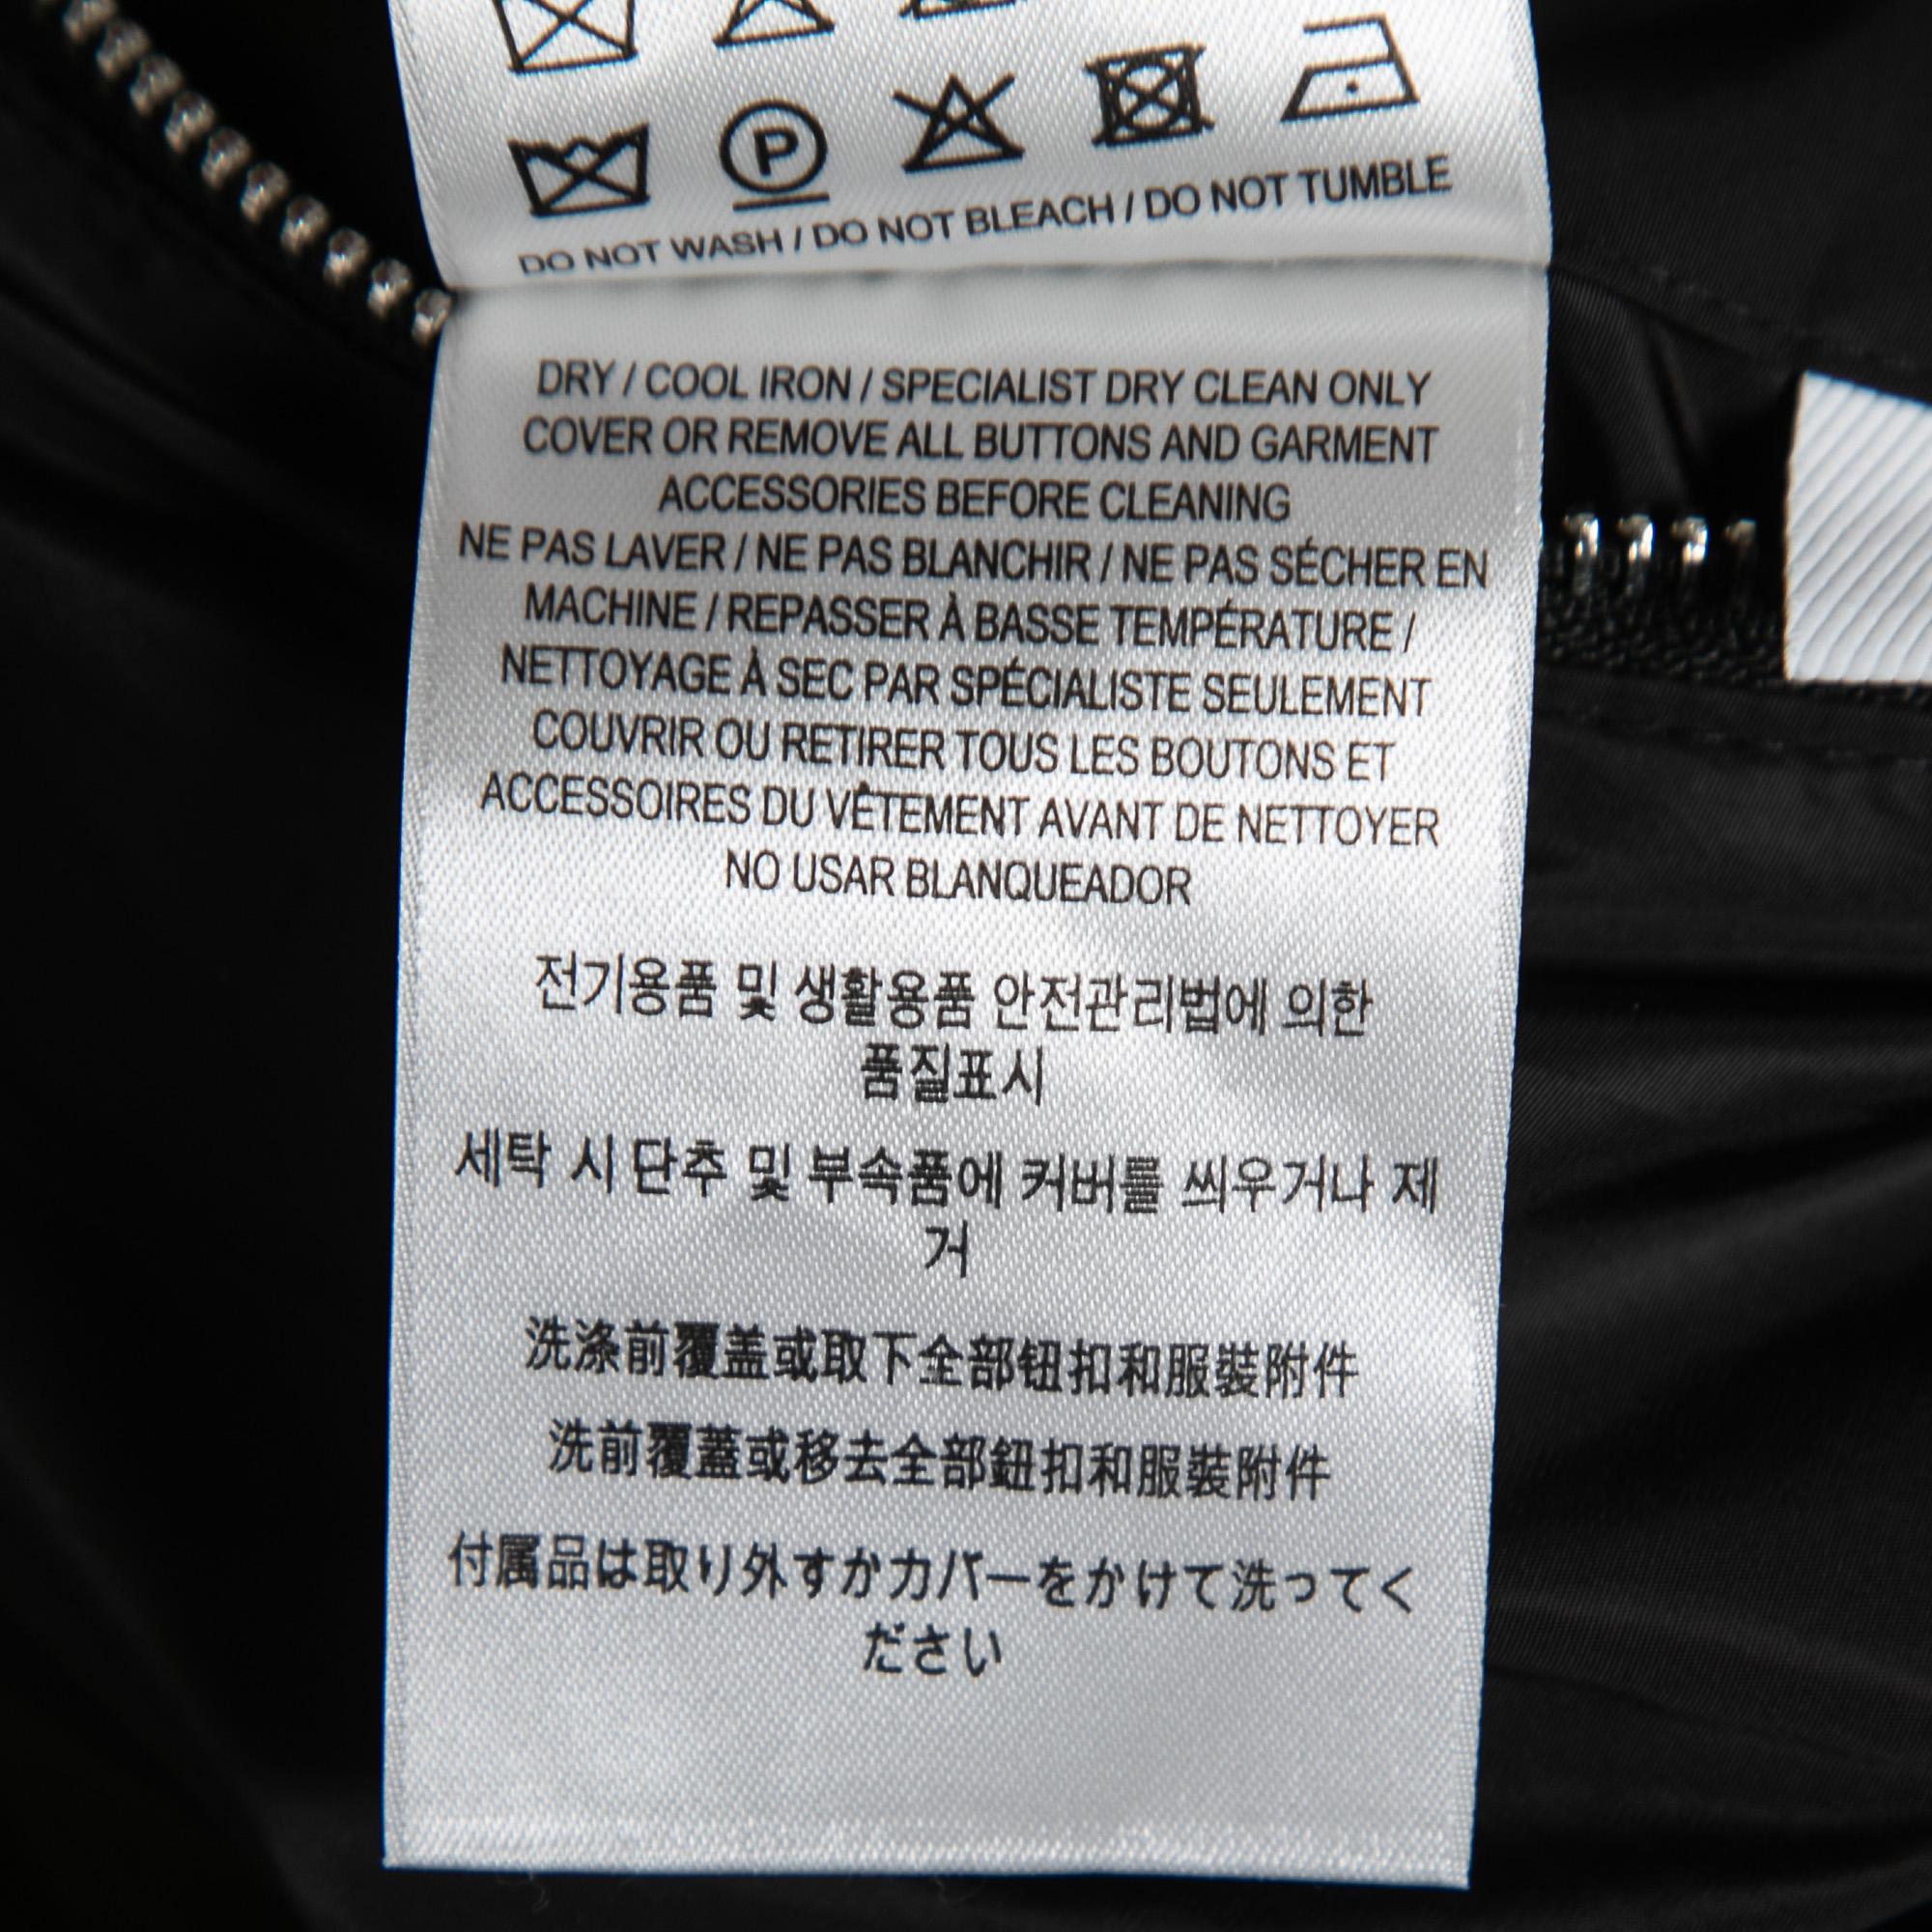 P
DO NOT WASH / DO NOT BLEACH / DO NOT TUMBLE
DRY / COOL IRON / SPECIALIST DRY CLEAN ONLY
COVER OR REMOVE ALL BUTTONS AND GARMENT
ACCESSORIES BEFORE CLEANING
NE PAS LAVER / NE PAS BLANCHIR / NE PAS SÉCHER EN
MACHINE / REPASSER À BASSE TEMPÉRATURE /
NETTOYAGE À SEC PAR SPÉCIALISTE SEULEMENT
COUVRIR OU RETIRER TOUS LES BOUTONS ET
ACCESSOIRES DU VÊTEMENT AVANT DE NETTOYER
NO USAR BLANQUEADOR
전기용품 및 생활용품 안전관리법에 의한
품질표시
세탁 시 단추 및 부속품에 커버를 씌우거나 제
거
洗涤前覆盖或取下全部钮扣和服裝附件
洗前覆蓋或移去全部鈕扣和服裝附件
付属品は取り外すかカバーをかけて洗ってく
ださい